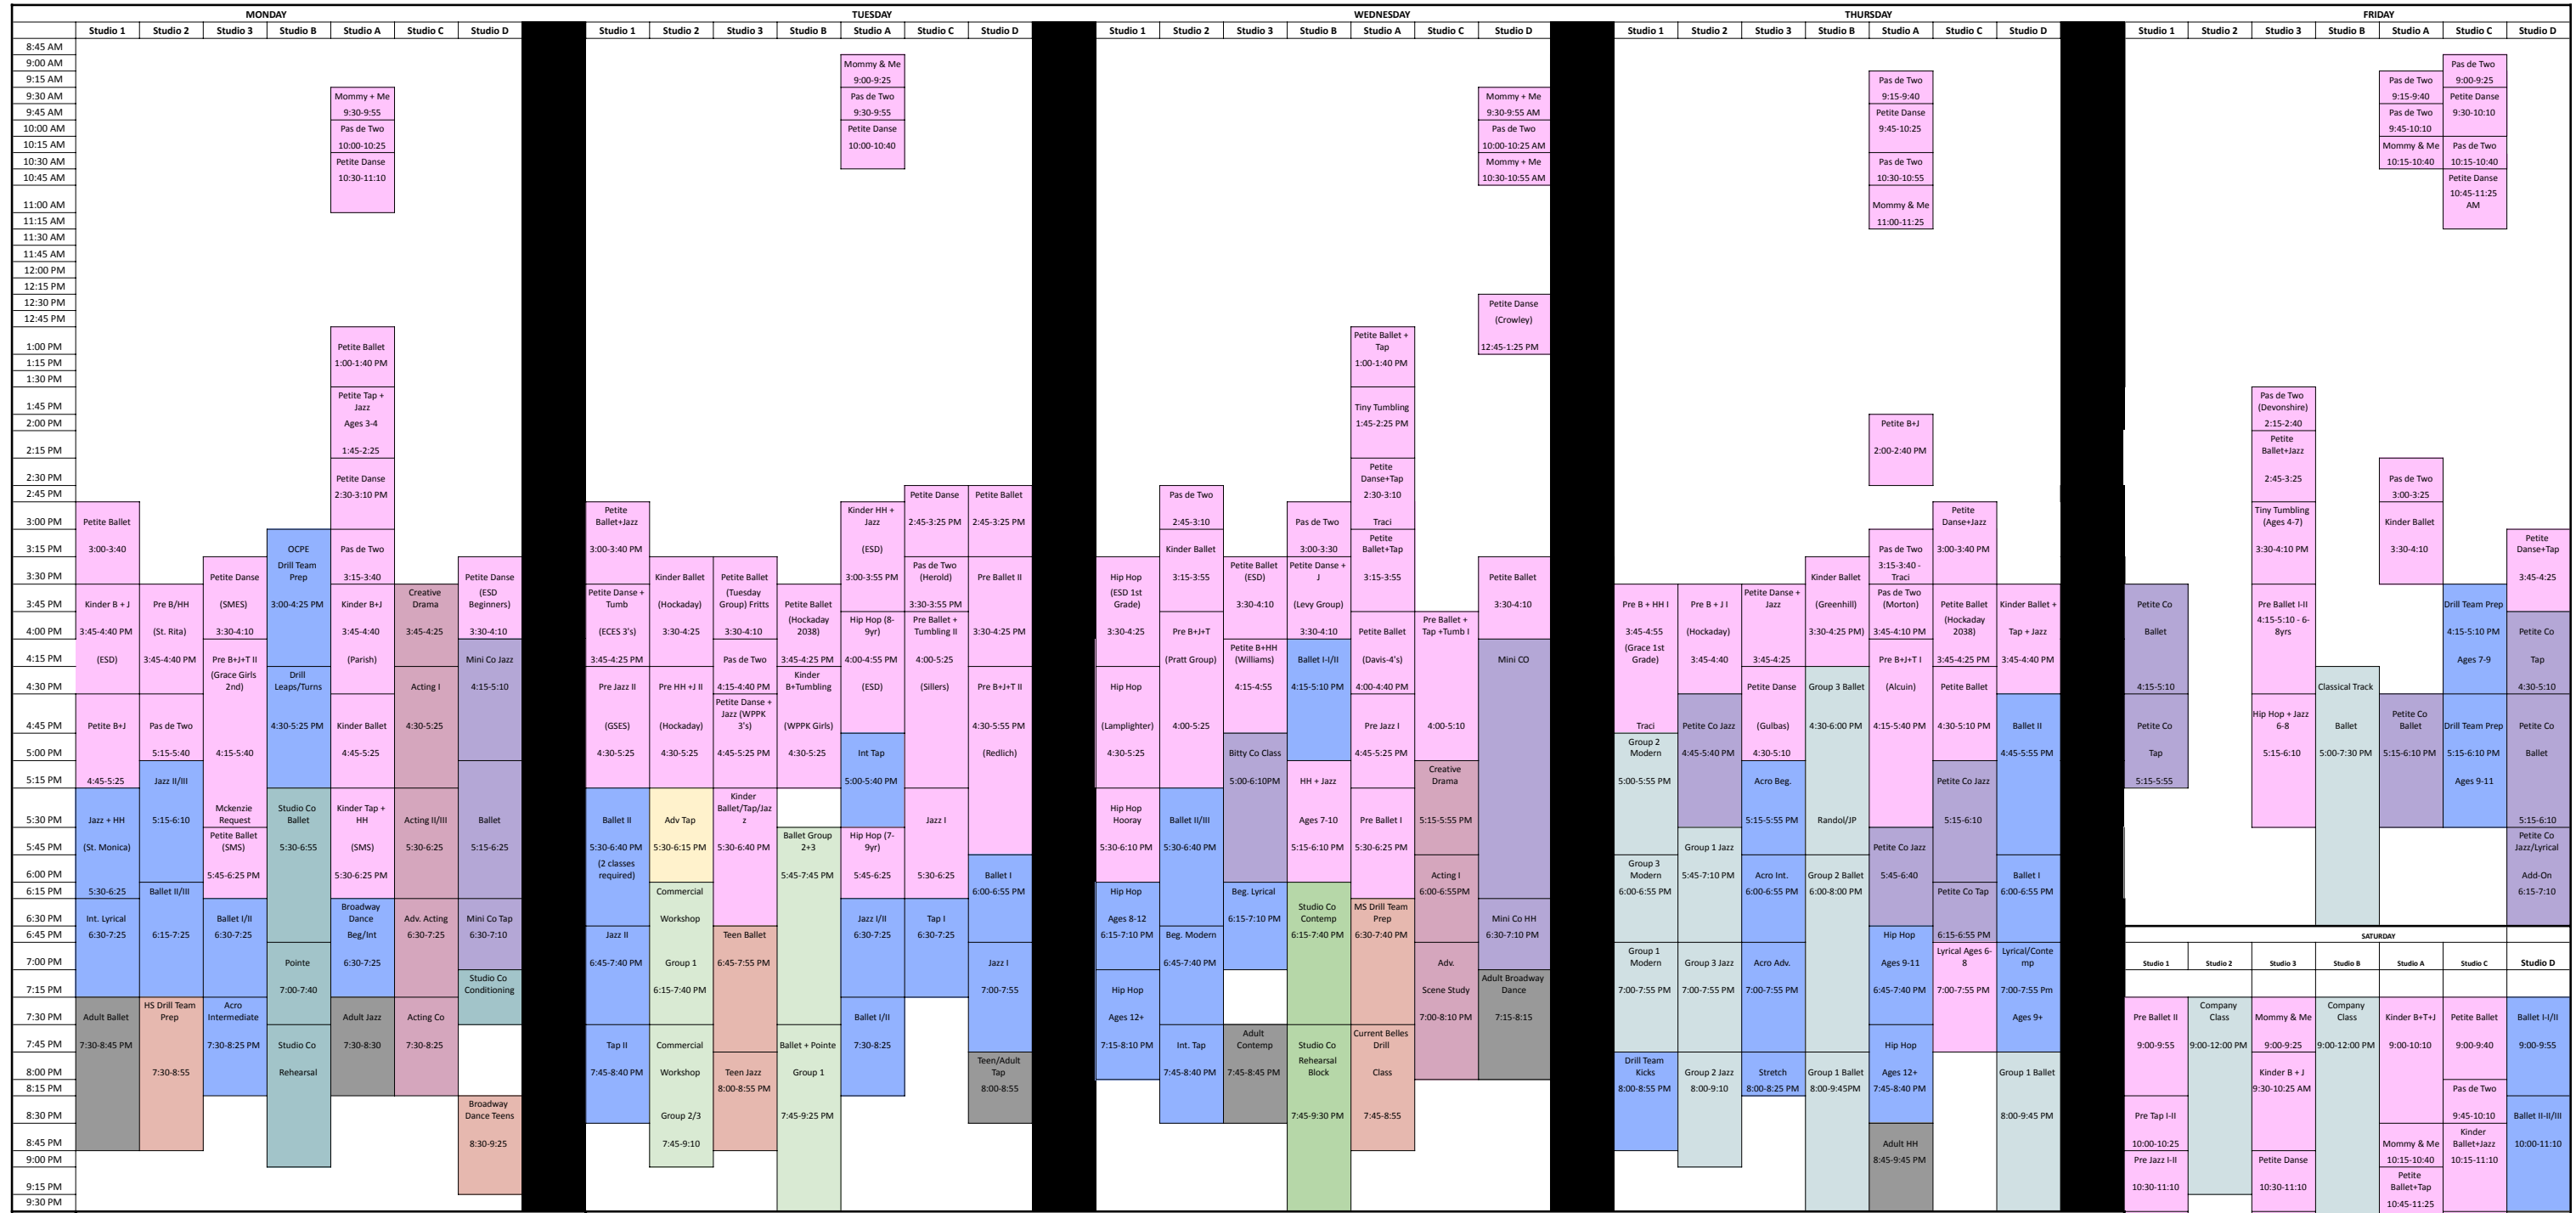 MONDAY
Studio 1 Studio 2 Studio 3 Studio B Studio A Studio C Studio D
TUESDAY
Studio 1 Studio 2 Studio 3 Studio B Studio A Studio C Studio D
WEDNESDAY
Studio 1 Studio 2 Studio 3 Studio B Studio A Studio C Studio D
THURSDAY
Studio 1 Studio 2 Studio 3 Studio B Studio A Studio C Studio D
FRIDAY
Studio 1 Studio 2 Studio 3 Studio B Studio A Studio C Studio D
8:45 AM
9:00 AM
9:15 AM
9:30 AM
9:45 AM
10:00 AM
10:15 AM
10:30 AM
10:45 AM
11:00 AM
11:15 AM
11:30 AM
11:45 AM
12:00 PM
12:15 PM
12:30 PM
12:45 PM
1:00 PM
1:15 PM
1:30 PM
1:45 PM
2:00 PM
2:15 PM
2:30 PM
2:45 PM
3:00 PM
3:15 PM
3:30 PM
3:45 PM
4:00 PM
4:15 PM
4:30 PM
4:45 PM
5:00 PM
5:15 PM
5:30 PM
5:45 PM
6:00 PM
6:15 PM
6:30 PM
6:45 PM
7:00 PM
7:15 PM
7:30 PM
7:45 PM
8:00 PM
8:15 PM
8:30 PM
8:45 PM
9:00 PM
9:15 PM
9:30 PM
Petite Ballet
3:00-3:40
Kinder B + J
3:45-4:40 PM
(ESD)
Petite B+J
4:45-5:25
Jazz + HH
(St. Monica)
5:30-6:25
Int. Lyrical
6:30-7:25
Adult Ballet
7:30-8:45 PM
Pre B/HH
(St. Rita)
3:45-4:40 PM
Pas de Two
5:15-5:40
Jazz II/III
5:15-6:10
Ballet II/III
6:15-7:25
HS Drill Team
Prep
7:30-8:55
Petite Danse
(SMES)
3:30-4:10
Pre B+J+T II
(Grace Girls
2nd)
4:15-5:40
Mckenzie
Request
Petite Ballet
(SMS)
5:45-6:25 PM
Ballet I/II
6:30-7:25
Acro
Intermediate
7:30-8:25 PM
OCPE
Drill Team
Prep
3:00-4:25 PM
Drill
Leaps/Turns
4:30-5:25 PM
Studio Co
Ballet
5:30-6:55
Pointe
7:00-7:40
Studio Co
Rehearsal
Mommy + Me
9:30-9:55
Pas de Two
10:00-10:25
Petite Danse
10:30-11:10
Petite Ballet
1:00-1:40 PM
Petite Tap +
Jazz
Ages 3-4
1:45-2:25
Petite Danse
2:30-3:10 PM
Pas de Two
3:15-3:40
Kinder B+J
3:45-4:40
(Parish)
Kinder Ballet
4:45-5:25
Kinder Tap +
HH
(SMS)
5:30-6:25 PM
Broadway
Dance
Beg/Int
6:30-7:25
Adult Jazz
7:30-8:30
Creative
Drama
3:45-4:25
Acting I
4:30-5:25
Acting II/III
5:30-6:25
Adv. Acting
6:30-7:25
Acting Co
7:30-8:25
Petite Danse
(ESD
Beginners)
3:30-4:10
Mini Co Jazz
4:15-5:10
Ballet
5:15-6:25
Mini Co Tap
6:30-7:10
Studio Co
Conditioning
Broadway
Dance Teens
8:30-9:25
Petite
Ballet+Jazz
3:00-3:40 PM
Petite Danse +
Tumb
(ECES 3's)
3:45-4:25 PM
Pre Jazz II
(GSES)
4:30-5:25
Ballet II
5:30-6:40 PM
(2 classes
required)
Jazz II
6:45-7:40 PM
Tap II
7:45-8:40 PM
Kinder Ballet
(Hockaday)
3:30-4:25
Pre HH +J II
(Hockaday)
4:30-5:25
Adv Tap
5:30-6:15 PM
Commercial
Workshop
Group 1
6:15-7:40 PM
Commercial
Workshop
Group 2/3
7:45-9:10
Petite Ballet
(Tuesday
Group) Fritts
3:30-4:10
Pas de Two
4:15-4:40 PM
Petite Danse +
Jazz (WPPK
3's)
4:45-5:25 PM
Kinder
Ballet/Tap/Jaz
z
5:30-6:40 PM
Teen Ballet
6:45-7:55 PM
Teen Jazz
8:00-8:55 PM
Petite Ballet
(Hockaday
2038)
3:45-4:25 PM
Kinder
B+Tumbling
(WPPK Girls)
4:30-5:25
Ballet Group
2+3
5:45-7:45 PM
Ballet + Pointe
Group 1
7:45-9:25 PM
Mommy & Me
9:00-9:25
Pas de Two
9:30-9:55
Petite Danse
10:00-10:40
Kinder HH +
Jazz
(ESD)
3:00-3:55 PM
Hip Hop (8-
9yr)
4:00-4:55 PM
(ESD)
Int Tap
5:00-5:40 PM
Hip Hop (7-
9yr)
5:45-6:25
Jazz I/II
6:30-7:25
Ballet I/II
7:30-8:25
Petite Danse
2:45-3:25 PM
Pas de Two
(Herold)
3:30-3:55 PM
Pre Ballet +
Tumbling II
4:00-5:25
(Sillers)
Jazz I
5:30-6:25
Tap I
6:30-7:25
Petite Ballet
2:45-3:25 PM
Pre Ballet II
3:30-4:25 PM
Pre B+J+T II
4:30-5:55 PM
(Redlich)
Ballet I
6:00-6:55 PM
Jazz I
7:00-7:55
Teen/Adult
Tap
8:00-8:55
Hip Hop
(ESD 1st
Grade)
3:30-4:25
Hip Hop
(Lamplighter)
4:30-5:25
Hip Hop
Hooray
5:30-6:10 PM
Hip Hop
Ages 8-12
6:15-7:10 PM
Hip Hop
Ages 12+
7:15-8:10 PM
Pas de Two
2:45-3:10
Kinder Ballet
3:15-3:55
Pre B+J+T
(Pratt Group)
4:00-5:25
Ballet II/III
5:30-6:40 PM
Beg. Modern
6:45-7:40 PM
Int. Tap
7:45-8:40 PM
Petite Ballet
(ESD)
3:30-4:10
Petite B+HH
(Williams)
4:15-4:55
Bitty Co Class
5:00-6:10PM
Beg. Lyrical
6:15-7:10 PM
Adult
Contemp
7:45-8:45 PM
Pas de Two
3:00-3:30
Petite Danse +
J
(Levy Group)
3:30-4:10
Ballet I-I/II
4:15-5:10 PM
HH + Jazz
Ages 7-10
5:15-6:10 PM
Studio Co
Contemp
6:15-7:40 PM
Studio Co
Rehearsal
Block
7:45-9:30 PM
Petite Ballet +
Tap
1:00-1:40 PM
Tiny Tumbling
1:45-2:25 PM
Petite
Danse+Tap
2:30-3:10
Traci
Petite
Ballet+Tap
3:15-3:55
Petite Ballet
(Davis-4's)
4:00-4:40 PM
Pre Jazz I
4:45-5:25 PM
Pre Ballet I
5:30-6:25 PM
MS Drill Team
Prep
6:30-7:40 PM
Current Belles
Drill
Class
7:45-8:55
Pre Ballet +
Tap +Tumb I
4:00-5:10
Creative
Drama
5:15-5:55 PM
Acting I
6:00-6:55PM
Adv.
Scene Study
7:00-8:10 PM
Mommy + Me
9:30-9:55 AM
Pas de Two
10:00-10:25 AM
Mommy + Me
10:30-10:55 AM
Petite Danse
(Crowley)
12:45-1:25 PM
Petite Ballet
3:30-4:10
Mini CO
Mini Co HH
6:30-7:10 PM
Adult Broadway
Dance
7:15-8:15
Pre B + HH I
3:45-4:55
(Grace 1st
Grade)
Traci
Group 2
Modern
5:00-5:55 PM
Group 3
Modern
6:00-6:55 PM
Group 1
Modern
7:00-7:55 PM
Drill Team
Kicks
8:00-8:55 PM
Pre B + J I
(Hockaday)
3:45-4:40
Petite Co Jazz
4:45-5:40 PM
Group 1 Jazz
5:45-7:10 PM
Group 3 Jazz
7:00-7:55 PM
Group 2 Jazz
8:00-9:10
Petite Danse +
Jazz
3:45-4:25
Petite Danse
(Gulbas)
4:30-5:10
Acro Beg.
5:15-5:55 PM
Acro Int.
6:00-6:55 PM
Acro Adv.
7:00-7:55 PM
Stretch
8:00-8:25 PM
Kinder Ballet
(Greenhill)
3:30-4:25 PM)
Group 3 Ballet
4:30-6:00 PM
Randol/JP
Group 2 Ballet
6:00-8:00 PM
Group 1 Ballet
8:00-9:45PM
Pas de Two
9:15-9:40
Petite Danse
9:45-10:25
Pas de Two
10:30-10:55
Mommy & Me
11:00-11:25
Petite B+J
2:00-2:40 PM
Pas de Two
3:15-3:40 -
Traci
Pas de Two
(Morton)
3:45-4:10 PM
Pre B+J+T I
(Alcuin)
4:15-5:40 PM
Petite Co Jazz
5:45-6:40
Hip Hop
Ages 9-11
6:45-7:40 PM
Hip Hop
Ages 12+
7:45-8:40 PM
Adult HH
8:45-9:45 PM
Petite
Danse+Jazz
3:00-3:40 PM
Petite Ballet
(Hockaday
2038)
3:45-4:25 PM
Petite Ballet
4:30-5:10 PM
Petite Co Jazz
5:15-6:10
Petite Co Tap
6:15-6:55 PM
Lyrical Ages 6-
8
7:00-7:55 PM
Kinder Ballet +
Tap + Jazz
3:45-4:40 PM
Ballet II
4:45-5:55 PM
Ballet I
6:00-6:55 PM
Lyrical/Conte
mp
7:00-7:55 Pm
Ages 9+
Group 1 Ballet
8:00-9:45 PM
Petite Co
Ballet
4:15-5:10
Petite Co
Tap
5:15-5:55
Pas de Two
(Devonshire)
2:15-2:40
Petite
Ballet+Jazz
2:45-3:25
Tiny Tumbling
(Ages 4-7)
3:30-4:10 PM
Pre Ballet I-II
4:15-5:10 - 6-
8yrs
Hip Hop + Jazz
6-8
5:15-6:10
Classical Track
Ballet
5:00-7:30 PM
Pas de Two
9:15-9:40
Pas de Two
9:45-10:10
Mommy & Me
10:15-10:40
Pas de Two
3:00-3:25
Kinder Ballet
3:30-4:10
Petite Co
Ballet
5:15-6:10 PM
Pas de Two
9:00-9:25
Petite Danse
9:30-10:10
Pas de Two
10:15-10:40
Petite Danse
10:45-11:25
AM
Drill Team Prep
4:15-5:10 PM
Ages 7-9
Drill Team Prep
5:15-6:10 PM
Ages 9-11
Petite
Danse+Tap
3:45-4:25
Petite Co
Tap
4:30-5:10
Petite Co
Ballet
5:15-6:10
Petite Co
Jazz/Lyrical
Add-On
6:15-7:10
SATURDAY
Studio 1 Studio 2 Studio 3 Studio B Studio A Studio C Studio D
Pre Ballet II
9:00-9:55
Pre Tap I-II
10:00-10:25
Pre Jazz I-II
10:30-11:10
Company
Class
9:00-12:00 PM
Mommy & Me
9:00-9:25
Kinder B + J
9:30-10:25 AM
Petite Danse
10:30-11:10
Company
Class
9:00-12:00 PM
Kinder B+T+J
9:00-10:10
Mommy & Me
10:15-10:40
Petite
Ballet+Tap
10:45-11:25
Petite Ballet
9:00-9:40
Pas de Two
9:45-10:10
Kinder
Ballet+Jazz
10:15-11:10
Ballet I-I/II
9:00-9:55
Ballet II-II/III
10:00-11:10